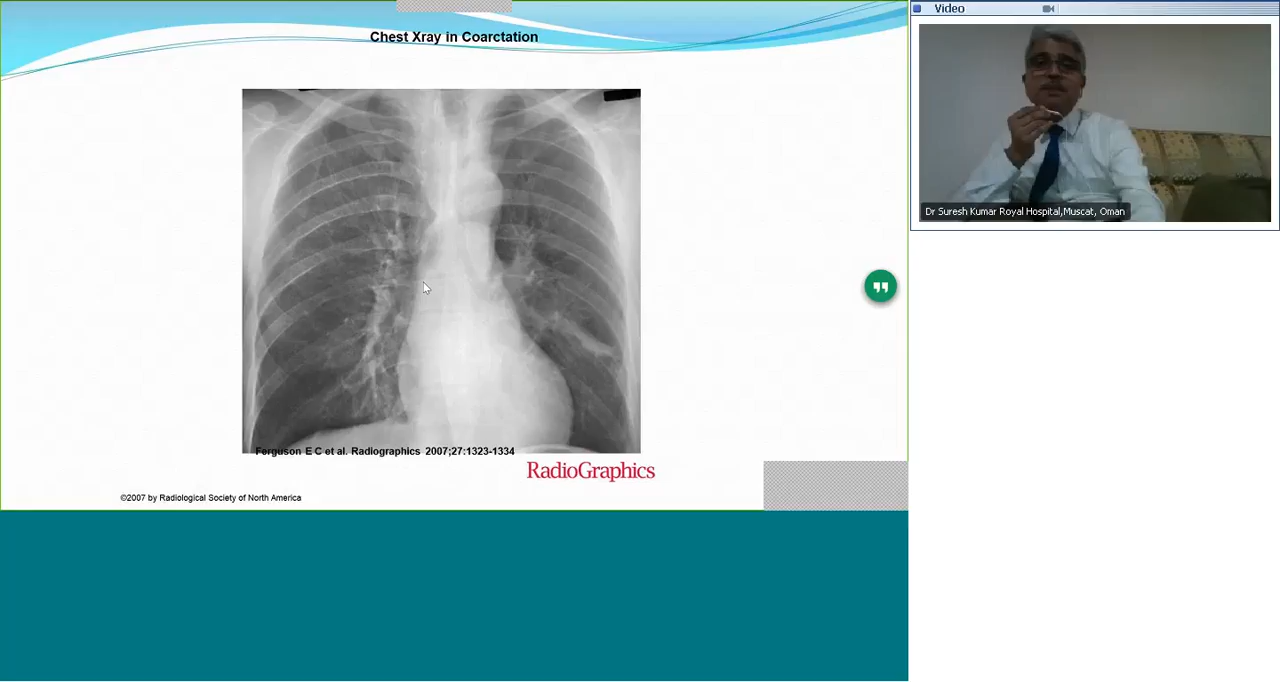 Chest Xray in Coarctation
Ferguson E C et al. Radiographics 2007;27:1323-1334
RadioGraphics
©2007 by Radiological Society of North America
Video
Dr Suresh Kumar Royal Hospital,Muscat, Oman